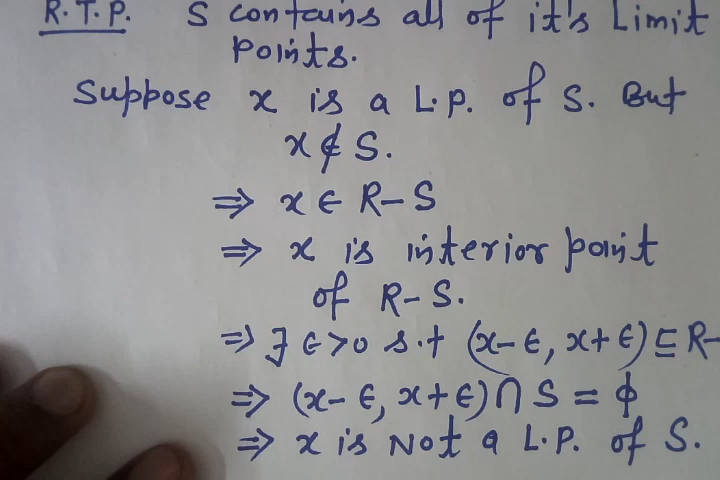 R.T.P. S contains all of it's Limit
points.
Suppose x is a L.P. of S. But
x ∉ S.
⇒ x ∈ R-S
⇒ x is interior point
of R-S.
⇒ ∃ ϵ>0 s.t (x-ϵ, x+ϵ) ⊆ R-
⇒ (x-ϵ, x+ϵ) ∩ S = ϕ
⇒ x is Not a L.P. of S.